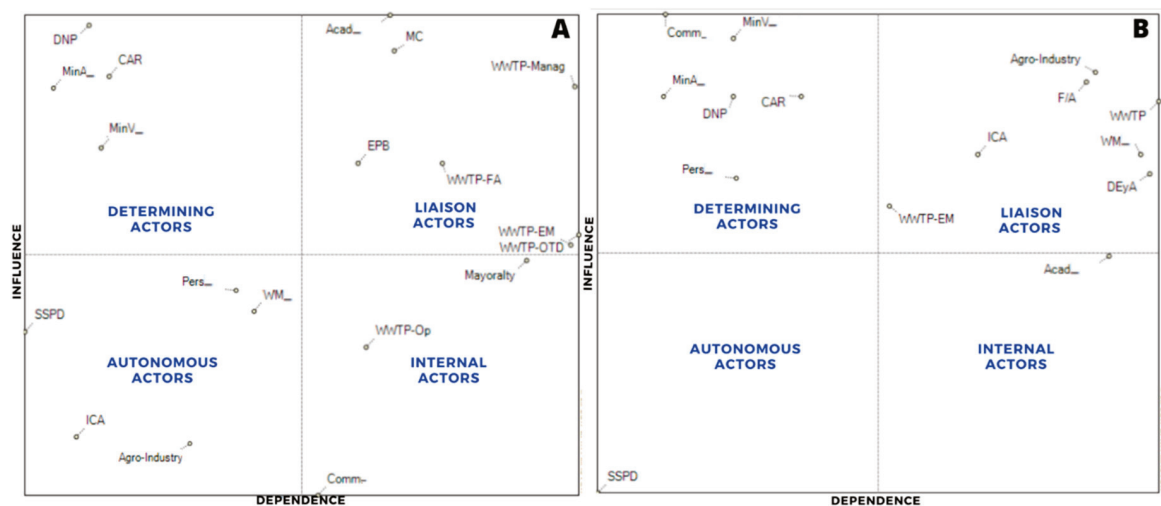 A
DNP
Acad_
MC
CAR
MinA_
WWTP-Manag
MinV_
EPB
WWTP-FA
DETERMINING
ACTORS
LIAISON
ACTORS
WWTP-EM
WWTP-OTD
Mayoralty
Pers_
WM_
SSPD
WWTP-Op
AUTONOMOUS
ACTORS
INTERNAL
ACTORS
ICA
Agro-Industry
Comm-
INFLUENCE
DEPENDENCE
B
Comm_
MinV_
Agro-Industry
MinA_
F/A
DNP
CAR
WWTP
ICA
WM_
Pers_
DEyA
DETERMINING
ACTORS
WWTP-EM
LIAISON
ACTORS
Acad_
AUTONOMOUS
ACTORS
INTERNAL
ACTORS
SSPD
INFLUENCE
DEPENDENCE